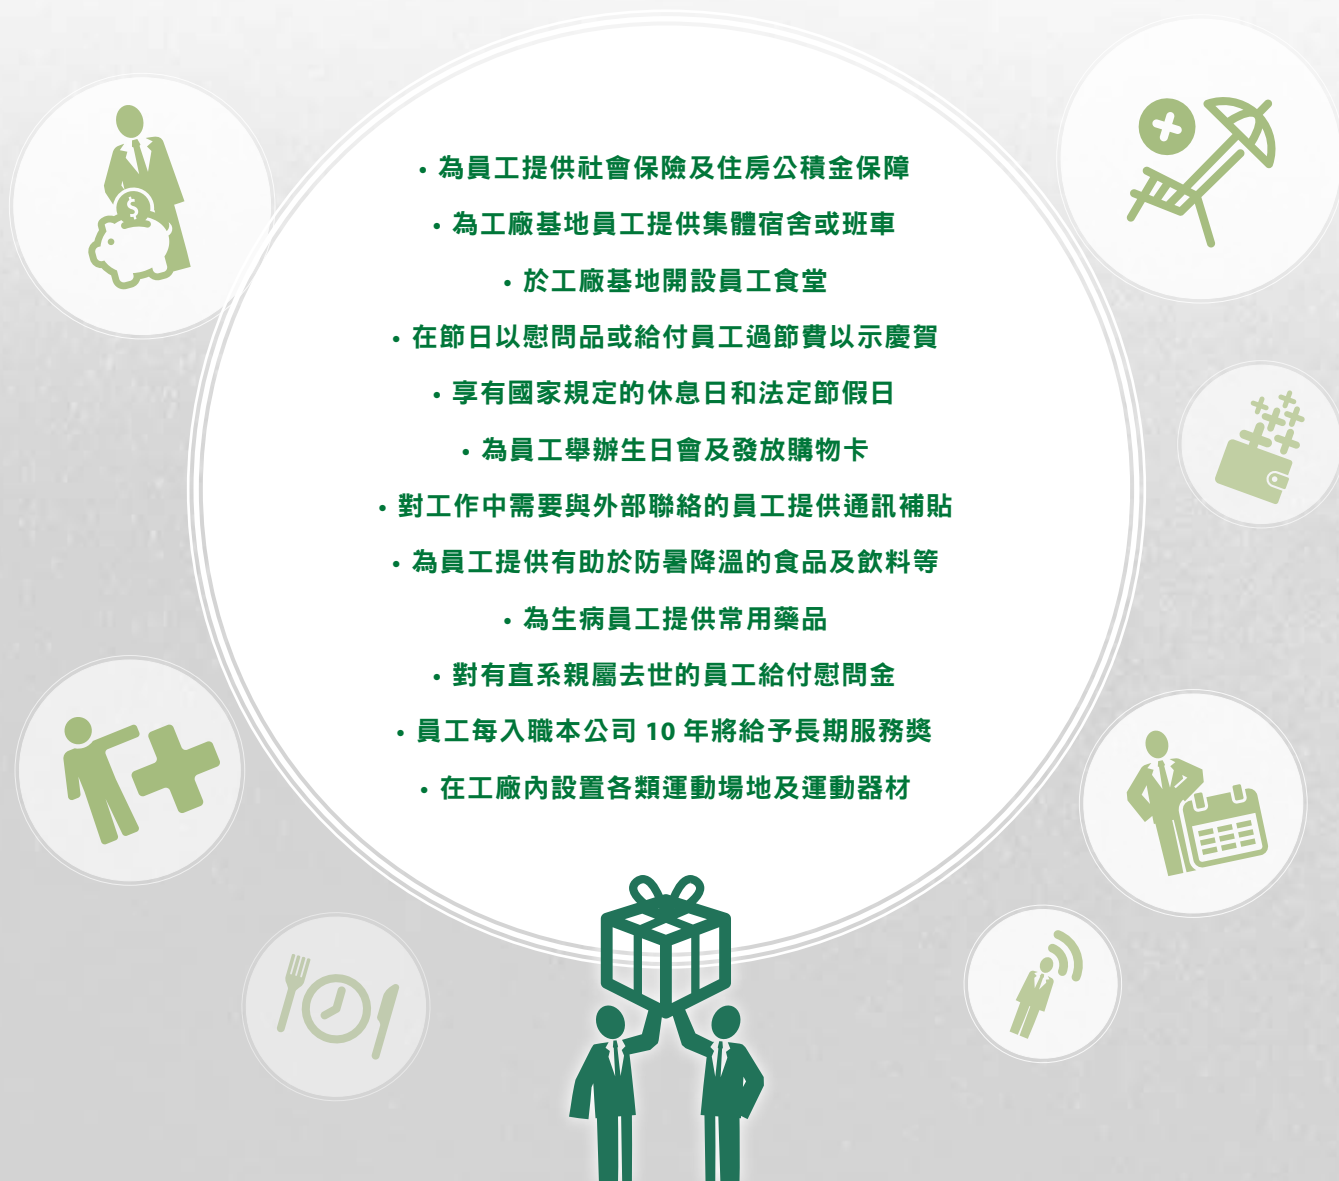 • 為員工提供社會保險及住房公積金保障
• 為工廠基地員工提供集體宿舍或班車
• 於工廠基地開設員工食堂
• 在節日以慰問品或給付員工過節費以示慶賀
• 享有國家規定的休息日和法定節假日
• 為員工舉辦生日會及發放購物卡
• 對工作中需要與外部聯絡的員工提供通訊補貼
• 為員工提供有助於防暑降溫的食品及飲料等
• 為生病員工提供常用藥品
• 對有直系親屬去世的員工給付慰問金
• 員工每入職本公司 10 年將給予長期服務獎
• 在工廠內設置各類運動場地及運動器材